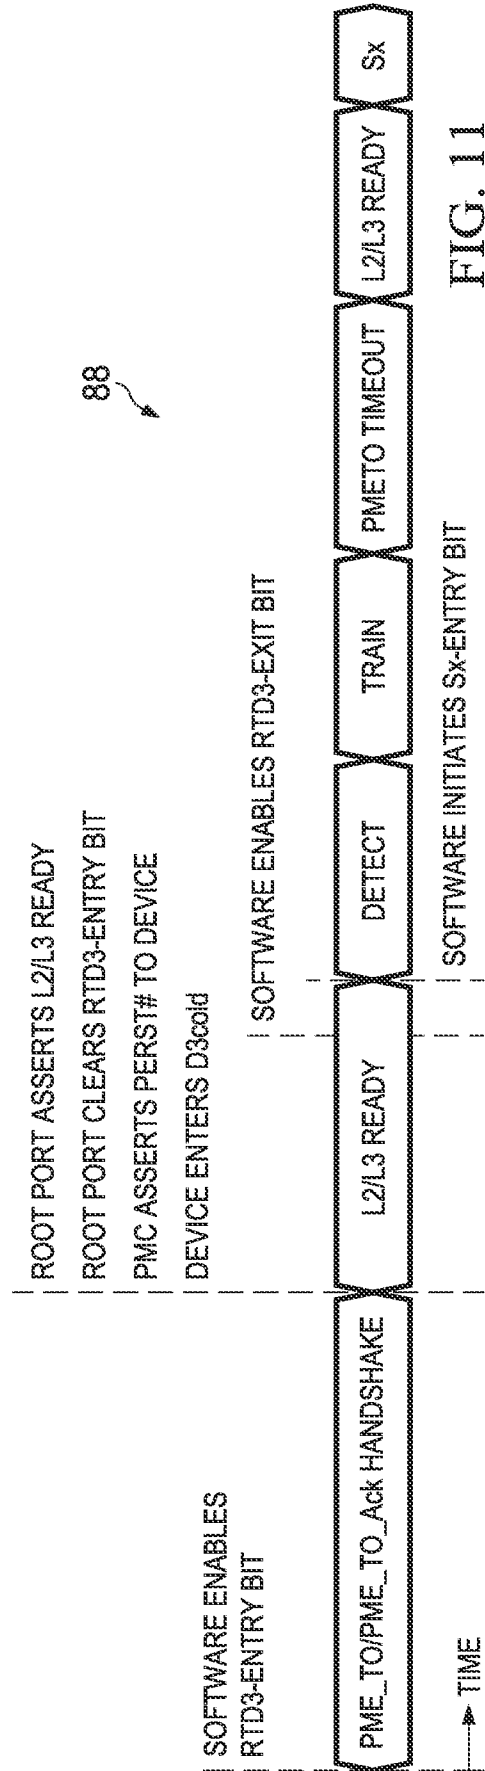 SOFTWARE ENABLES
RTD3-ENTRY BIT
ROOT PORT ASSERTS L2/L3 READY
ROOT PORT CLEARS RTD3-ENTRY BIT
PMC ASSERTS PERST# TO DEVICE
DEVICE ENTERS D3cold
SOFTWARE ENABLES RTD3-EXIT BIT
88
PME_TO/PME_TO_Ack HANDSHAKE
L2/L3 READY
DETECT
TRAIN
PMETO TIMEOUT
L2/L3 READY
Sx
TIME
SOFTWARE INITIATES Sx-ENTRY BIT
FIG. 11